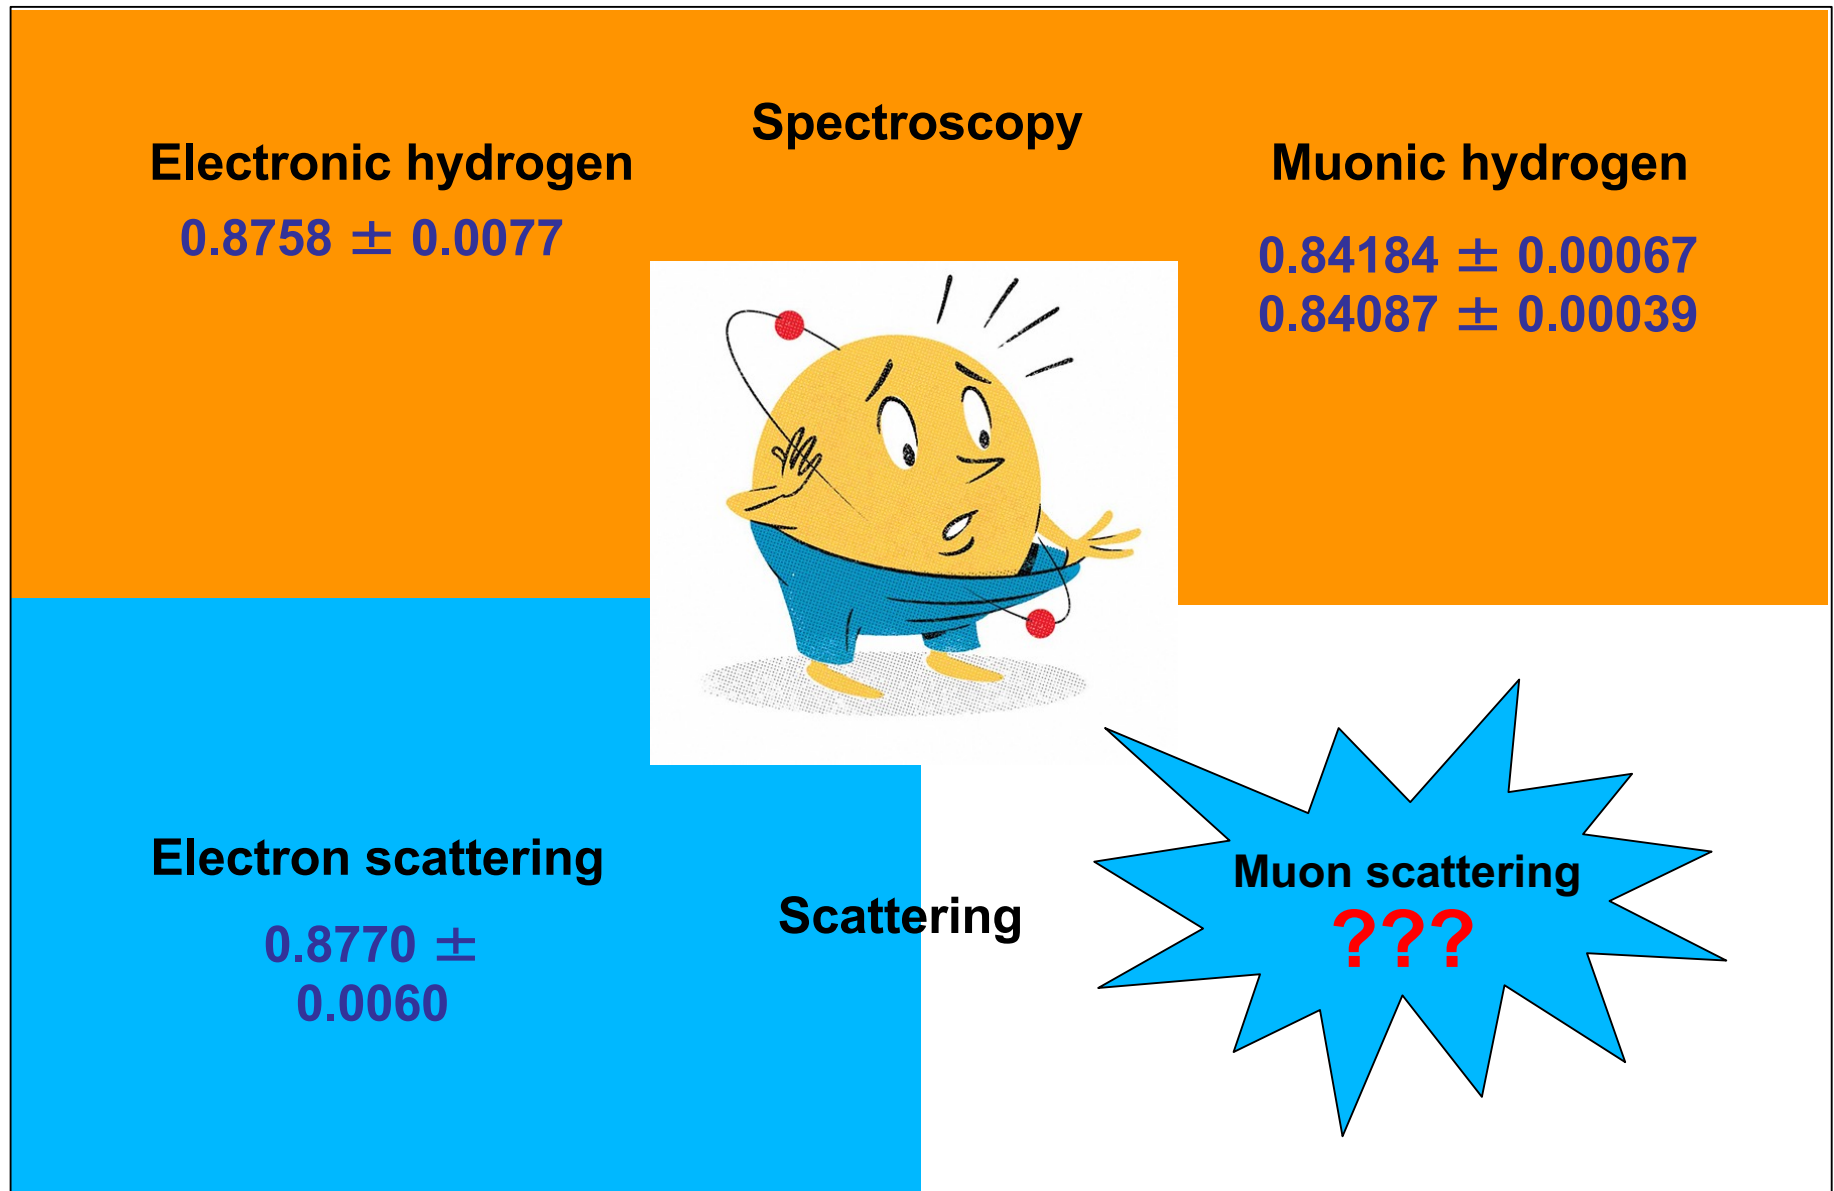 Spectroscopy
Electronic hydrogen
0.8758 ± 0.0077
Muonic hydrogen
0.84184 ± 0.00067
0.84087 ± 0.00039
Electron scattering
0.8770 ±
0.0060
Scattering
Muon scattering
???